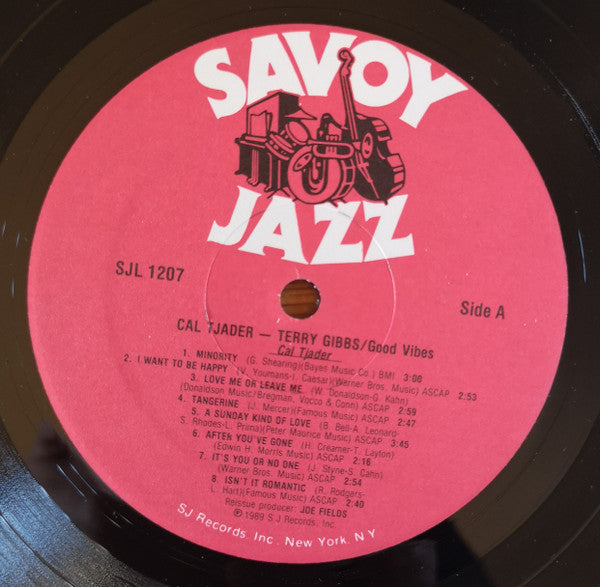 SAVOY
JAZZ
SJL 1207
Side A
CAL TJADER — TERRY GIBBS/Good Vibes
Cal Tjader
1. MINORITY (G. Shearing)(Bayes Music Co.) BMI 3:00
2. I WANT TO BE HAPPY (V. Youmans-I. Caesar)(Warner Bros. Music) ASCAP 2:53
3. LOVE ME OR LEAVE ME (W. Donaldson-G. Kahn)
(Donaldson Music/Bregman, Vocco & Conn) ASCAP 2:59
4. TANGERINE (J. Mercer)(Famous Music) ASCAP 2:47
5. A SUNDAY KIND OF LOVE (B. Bell-A. Leonard-
S. Rhodes-L. Prima)(Peter Maurice Music) ASCAP 3:45
6. AFTER YOU'VE GONE (H. Creamer-T. Layton)
(Edwin H. Morris Music) ASCAP 2:16
7. IT'S YOU OR NO ONE (J. Styne-S. Cahn)
(Warner Bros. Music) ASCAP 2:54
8. ISN'T IT ROMANTIC (R. Rodgers-
L. Hart)(Famous Music) ASCAP 2:40
Reissue producer: JOE FIELDS
℗ 1989 S J Records, Inc.
SJ Records, Inc. New York, N.Y.